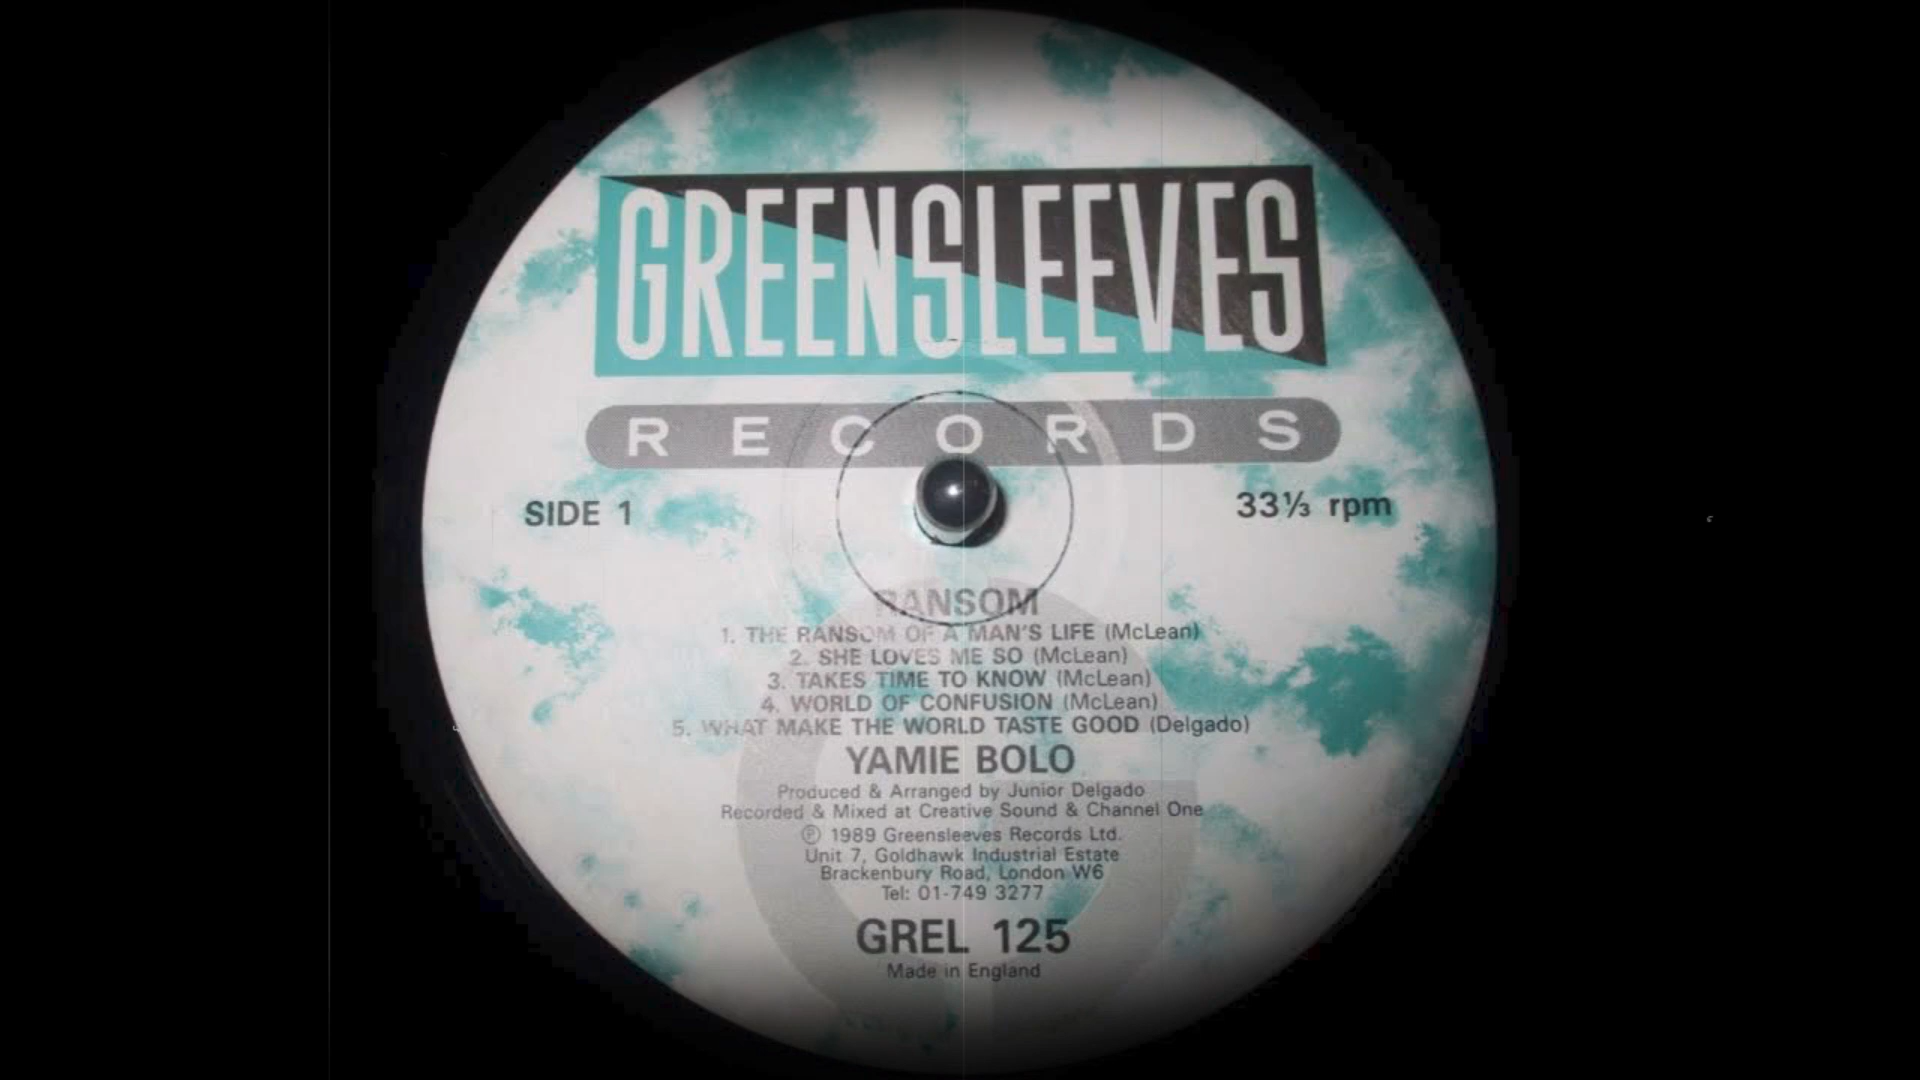 GREENSLEEVES
RECORDS
SIDE 1
33⅓ rpm
RANSOM
1. THE RANSOM OF A MAN'S LIFE (McLean)
2. SHE LOVES ME SO (McLean)
3. TAKES TIME TO KNOW (McLean)
4. WORLD OF CONFUSION (McLean)
5. WHAT MAKE THE WORLD TASTE GOOD (Delgado)
YAMIE BOLO
Produced & Arranged by Junior Delgado
Recorded & Mixed at Creative Sound & Channel One
℗ 1989 Greensleeves Records Ltd.
Unit 7, Goldhawk Industrial Estate
Brackenbury Road, London W6
Tel: 01-749 3277
GREL 125
Made in England